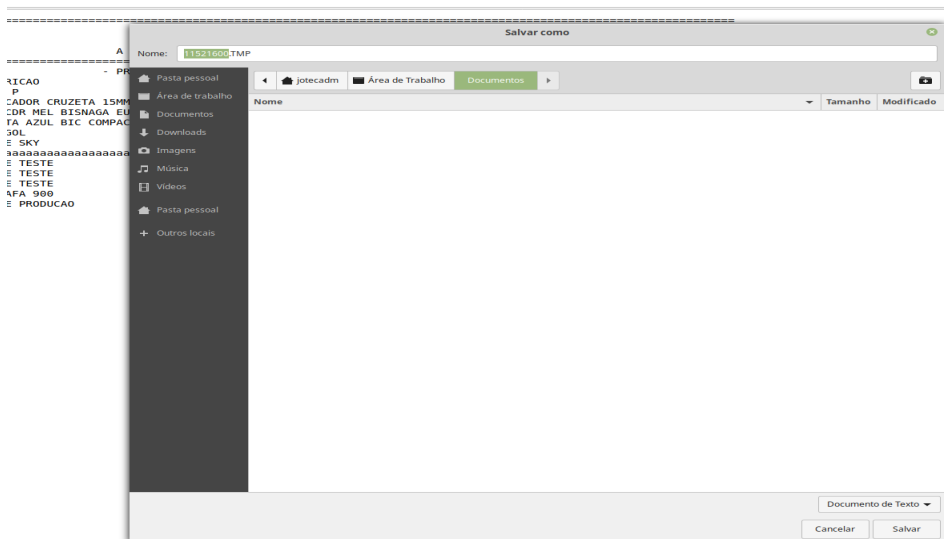 ==================================================================================================================
Salvar como
A
Nome: 11521600.TMP
==================
- PR
RICAO
P
CADOR CRUZETA 15MM
CDR MEL BISNAGA EU
TA AZUL BIC COMPAC
GOL
E SKY
aaaaaaaaaaaaaaaaaaa
E TESTE
E TESTE
E TESTE
AFA 900
E PRODUCAO
Pasta pessoal
Área de trabalho
Documentos
Downloads
Imagens
Música
Vídeos
Pasta pessoal
Outros locais
jotecadm Área de Trabalho Documentos
Nome Tamanho Modificado
Documento de Texto
Cancelar Salvar